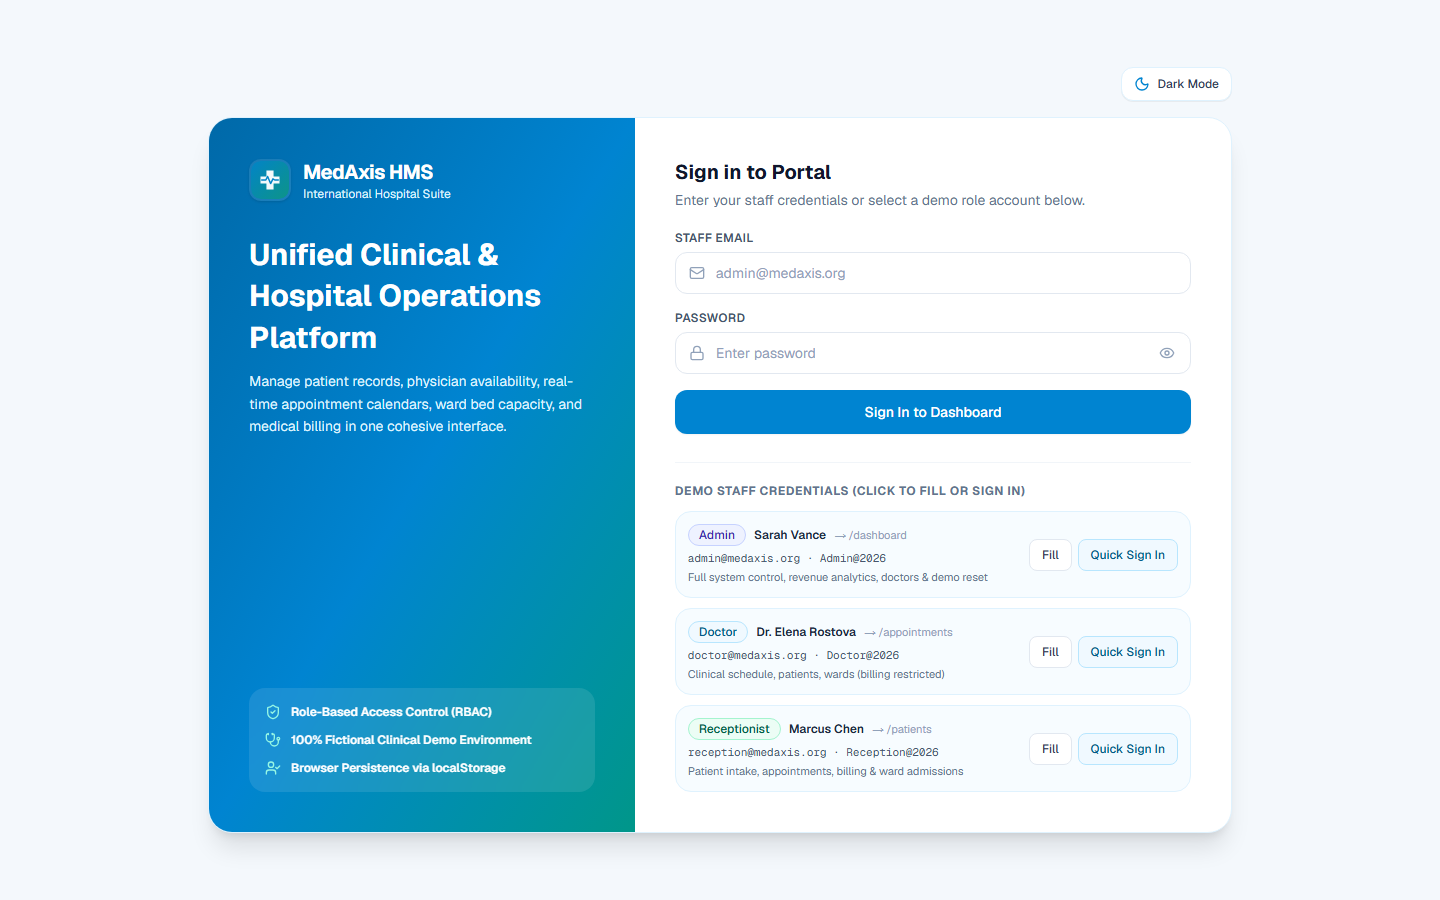 Dark Mode
MedAxis HMS
International Hospital Suite
Unified Clinical &
Hospital Operations
Platform
Manage patient records, physician availability, real-
time appointment calendars, ward bed capacity, and
medical billing in one cohesive interface.
Role-Based Access Control (RBAC)
100% Fictional Clinical Demo Environment
Browser Persistence via localStorage
Sign in to Portal
Enter your staff credentials or select a demo role account below.
STAFF EMAIL
admin@medaxis.org
PASSWORD
Enter password
Sign In to Dashboard
DEMO STAFF CREDENTIALS (CLICK TO FILL OR SIGN IN)
Admin Sarah Vance → /dashboard
admin@medaxis.org · Admin@2026
Full system control, revenue analytics, doctors & demo reset
Fill Quick Sign In
Doctor Dr. Elena Rostova → /appointments
doctor@medaxis.org · Doctor@2026
Clinical schedule, patients, wards (billing restricted)
Fill Quick Sign In
Receptionist Marcus Chen → /patients
reception@medaxis.org · Reception@2026
Patient intake, appointments, billing & ward admissions
Fill Quick Sign In